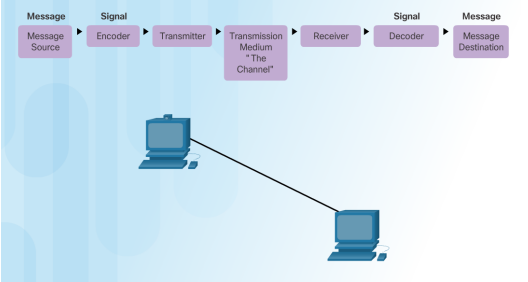 Message Signal Signal Message
Message Source
Encoder
Transmitter
Transmission
Medium
"The
Channel"
Receiver
Decoder
Message
Destination